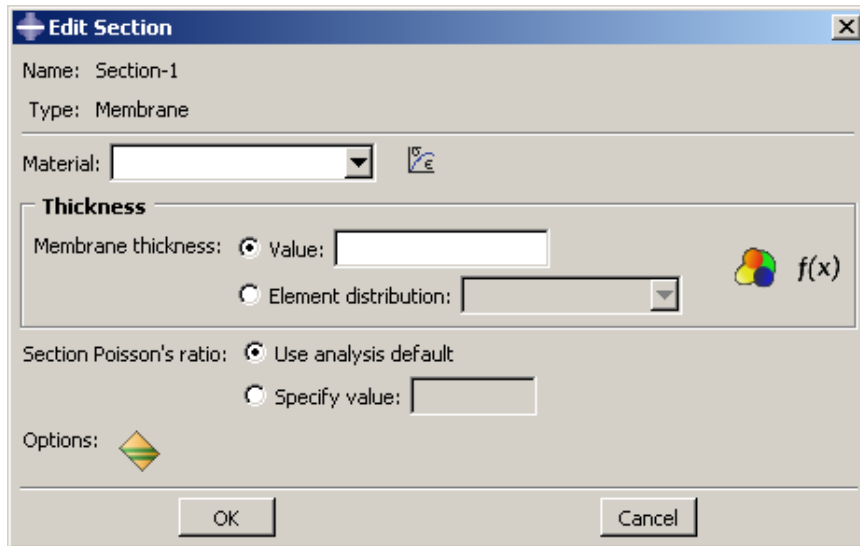 Edit Section
Name: Section-1
Type: Membrane
Material:
σ
ε
Thickness
Membrane thickness: Value:
f(x)
Element distribution:
Section Poisson's ratio: Use analysis default
Specify value:
Options:
OK Cancel